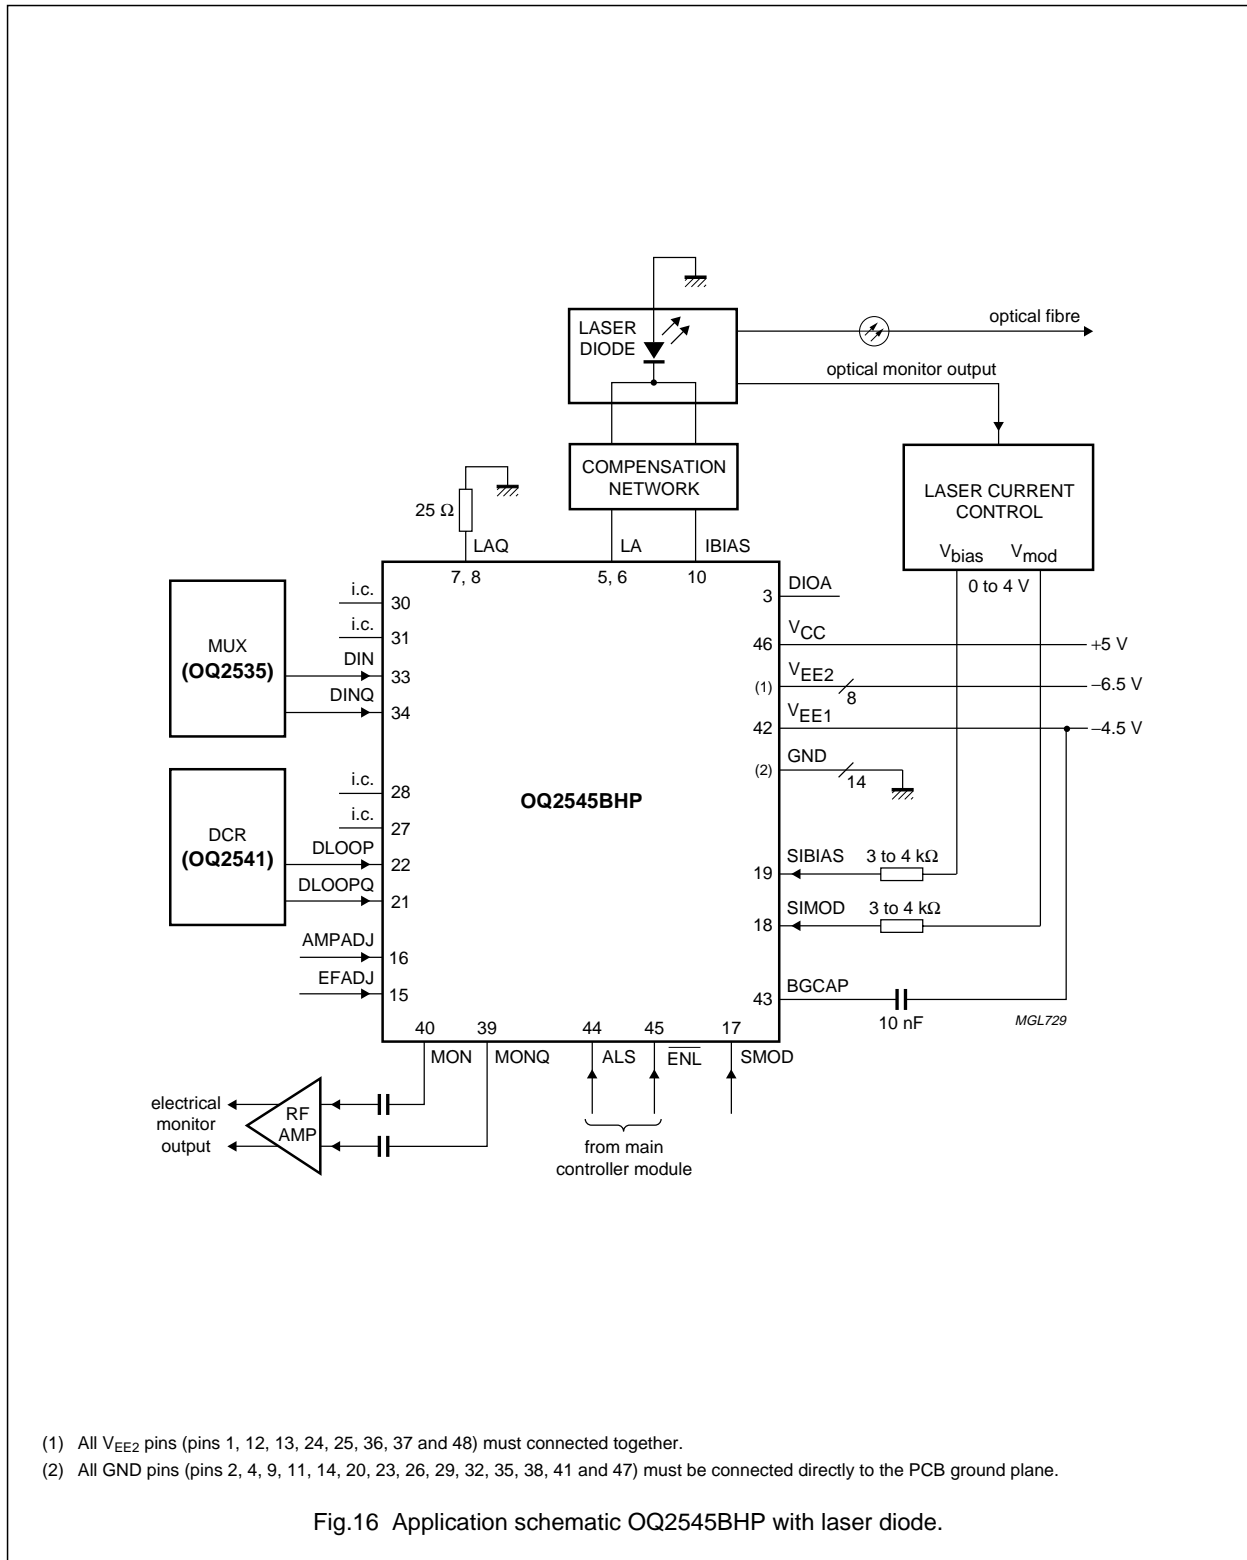 LASER
DIODE
optical fibre
optical monitor output
COMPENSATION
NETWORK
LASER CURRENT
CONTROL
Vbias Vmod
0 to 4 V
25 Ω
LAQ
LA
IBIAS
7, 8
5, 6
10
MUX
(OQ2535)
i.c.
30
i.c.
31
DIN
33
DINQ
34
DCR
(OQ2541)
i.c.
28
i.c.
27
DLOOP
22
DLOOPQ
21
AMPADJ
16
EFADJ
15
OQ2545BHP
3 DIOA
46 VCC +5 V
(1) VEE2 8 −6.5 V
42 VEE1 −4.5 V
(2) GND 14
19 SIBIAS 3 to 4 kΩ
18 SIMOD 3 to 4 kΩ
43 BGCAP
10 nF
MGL729
40 39 44 45 17
MON MONQ ALS ENL SMOD
electrical
monitor
output
RF
AMP
from main
controller module
(1) All VEE2 pins (pins 1, 12, 13, 24, 25, 36, 37 and 48) must connected together.
(2) All GND pins (pins 2, 4, 9, 11, 14, 20, 23, 26, 29, 32, 35, 38, 41 and 47) must be connected directly to the PCB ground plane.
Fig.16 Application schematic OQ2545BHP with laser diode.